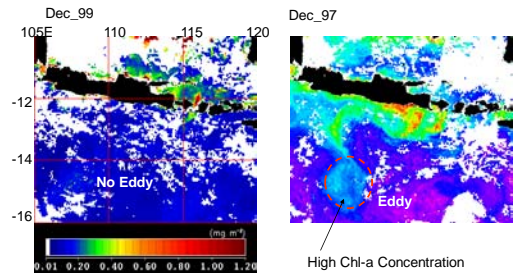 Dec_99
105E 110 115 120
-12
-14
-16
No Eddy
(mg m⁻³)
0.01 0.20 0.40 0.60 0.80 1.00 1.20
Dec_97
Eddy
High Chl-a Concentration